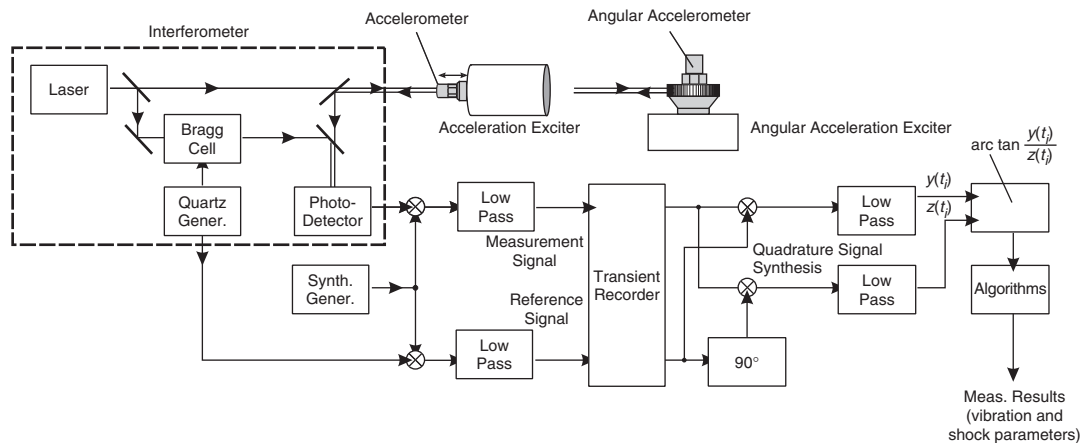 Interferometer
Accelerometer
Angular Accelerometer
Laser
Bragg
Cell
Acceleration Exciter
Angular Acceleration Exciter
arc tan y(ti)/z(ti)
Quartz
Gener.
Photo-
Detector
Low
Pass
Measurement
Signal
Transient
Recorder
Quadrature Signal
Synthesis
Low
Pass
y(ti)
z(ti)
Synth.
Gener.
Reference
Signal
Low
Pass
Low
Pass
Algorithms
90°
Meas. Results
(vibration and
shock parameters)